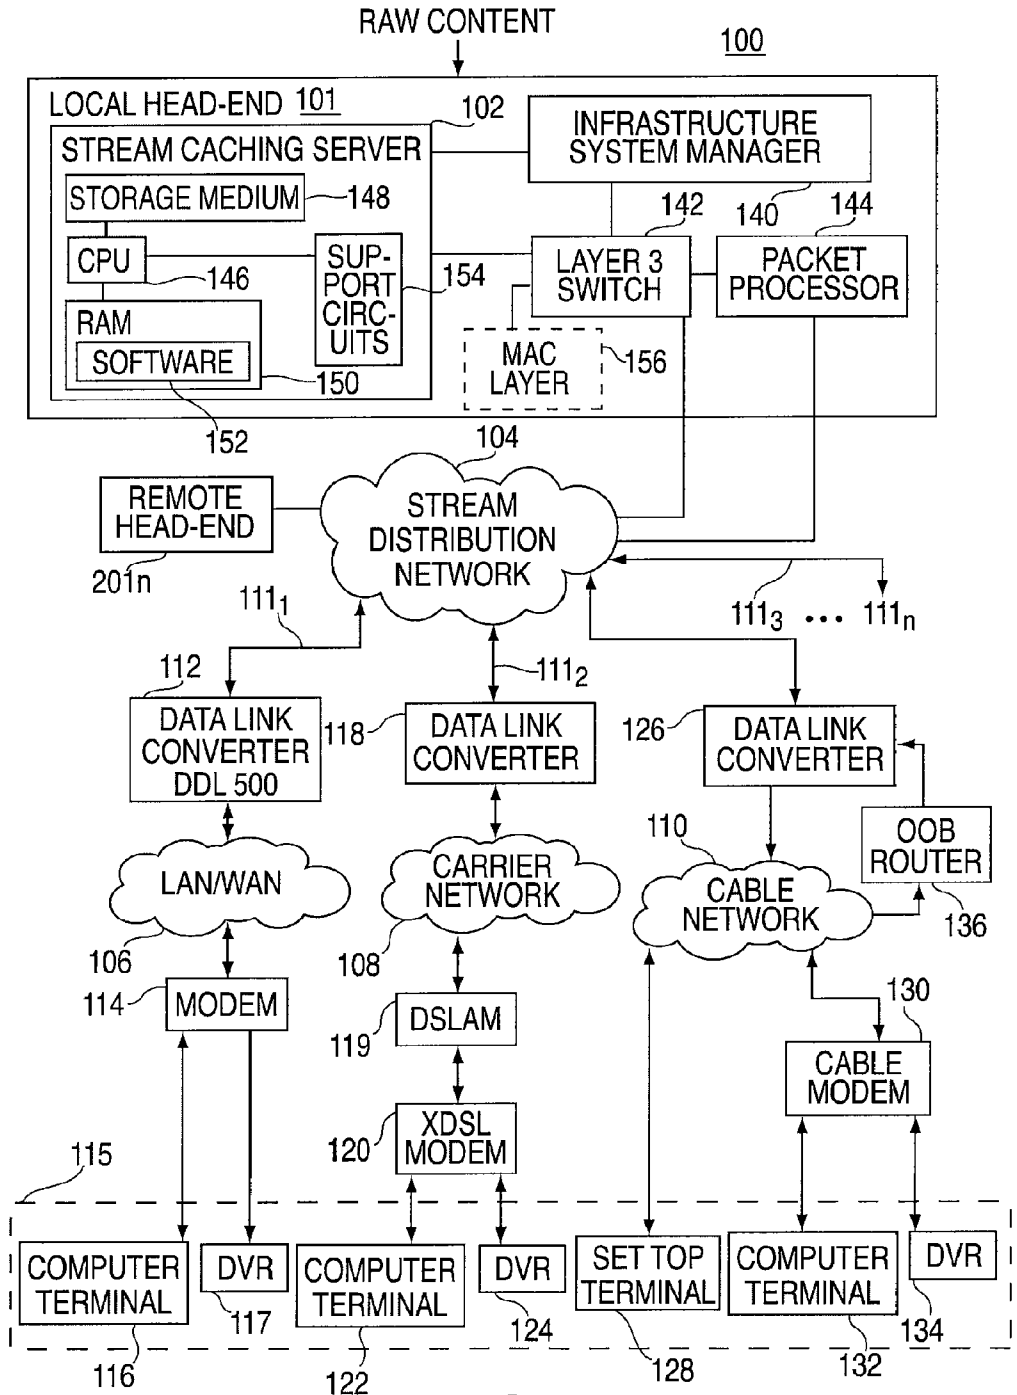 RAW CONTENT
100
LOCAL HEAD-END 101
102
STREAM CACHING SERVER
INFRASTRUCTURE
SYSTEM MANAGER
STORAGE MEDIUM
148
142
140
144
CPU
146
SUP-
PORT
CIRC-
UITS
154
LAYER 3
SWITCH
PACKET
PROCESSOR
RAM
SOFTWARE
150
152
MAC
LAYER
156
104
REMOTE
HEAD-END
201n
STREAM
DISTRIBUTION
NETWORK
111₁
111₂
111₃ ... 111n
112
DATA LINK
CONVERTER
DDL 500
118
DATA LINK
CONVERTER
126
DATA LINK
CONVERTER
LAN/WAN
106
CARRIER
NETWORK
108
110
CABLE
NETWORK
OOB
ROUTER
136
114
MODEM
119
DSLAM
130
CABLE
MODEM
120
XDSL
MODEM
115
COMPUTER
TERMINAL
116
DVR
117
COMPUTER
TERMINAL
122
DVR
124
SET TOP
TERMINAL
128
COMPUTER
TERMINAL
132
DVR
134